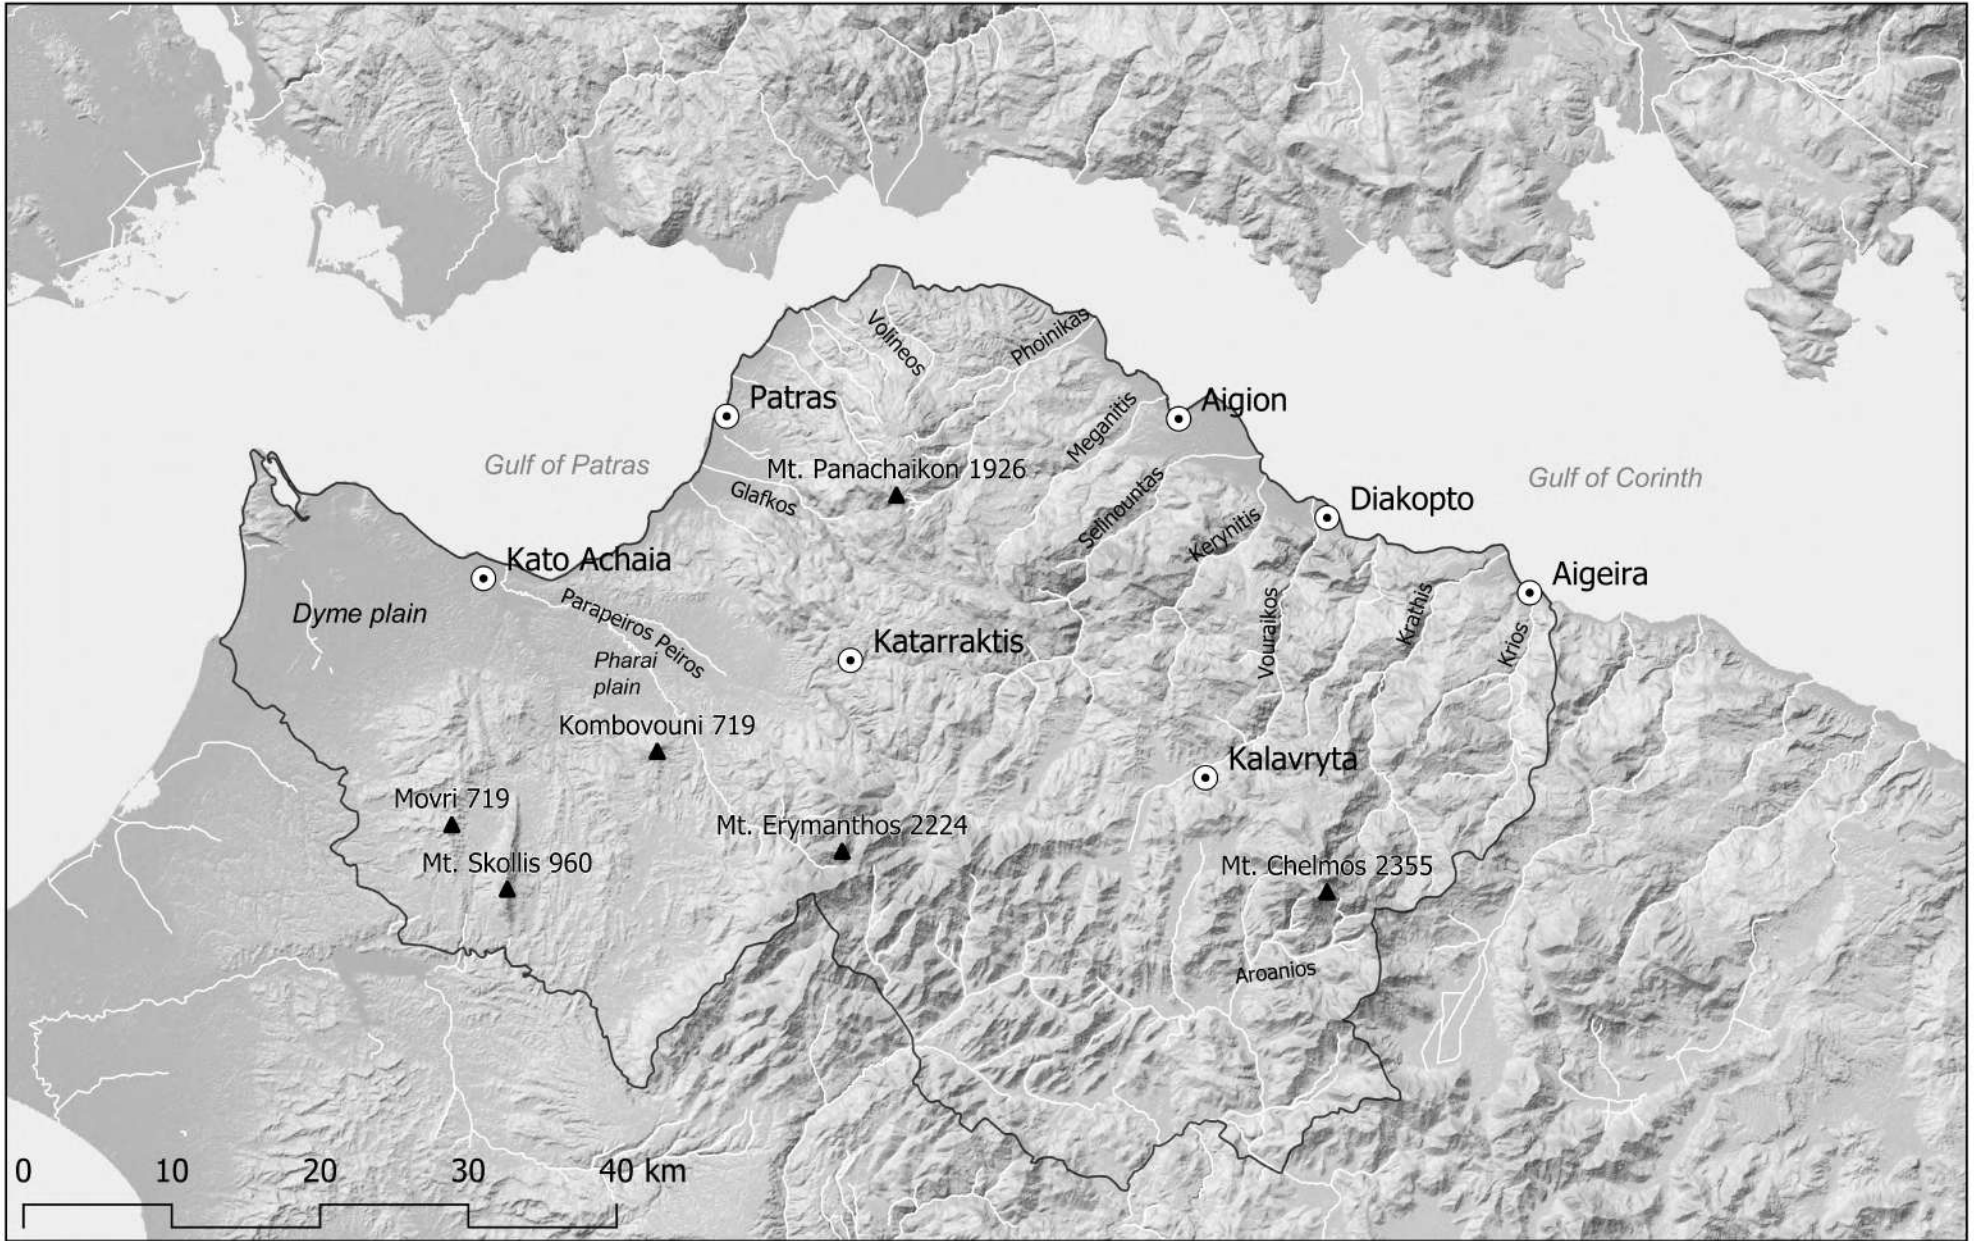 Volineos
Phoinikas
Patras
Meganitis
Aigion
Gulf of Patras
Mt. Panachaikon 1926
Gulf of Corinth
Glafkos
Selinountas
Diakopto
Kerynitis
Kato Achaia
Aigeira
Dyme plain
Parapeiros Peiros
Vouraikos
Krathis
Krios
Katarraktis
Pharai
plain
Kombovouni 719
Kalavryta
Movri 719
Mt. Erymanthos 2224
Mt. Skollis 960
Mt. Chelmos 2355
Aroanios
0 10 20 30 40 km